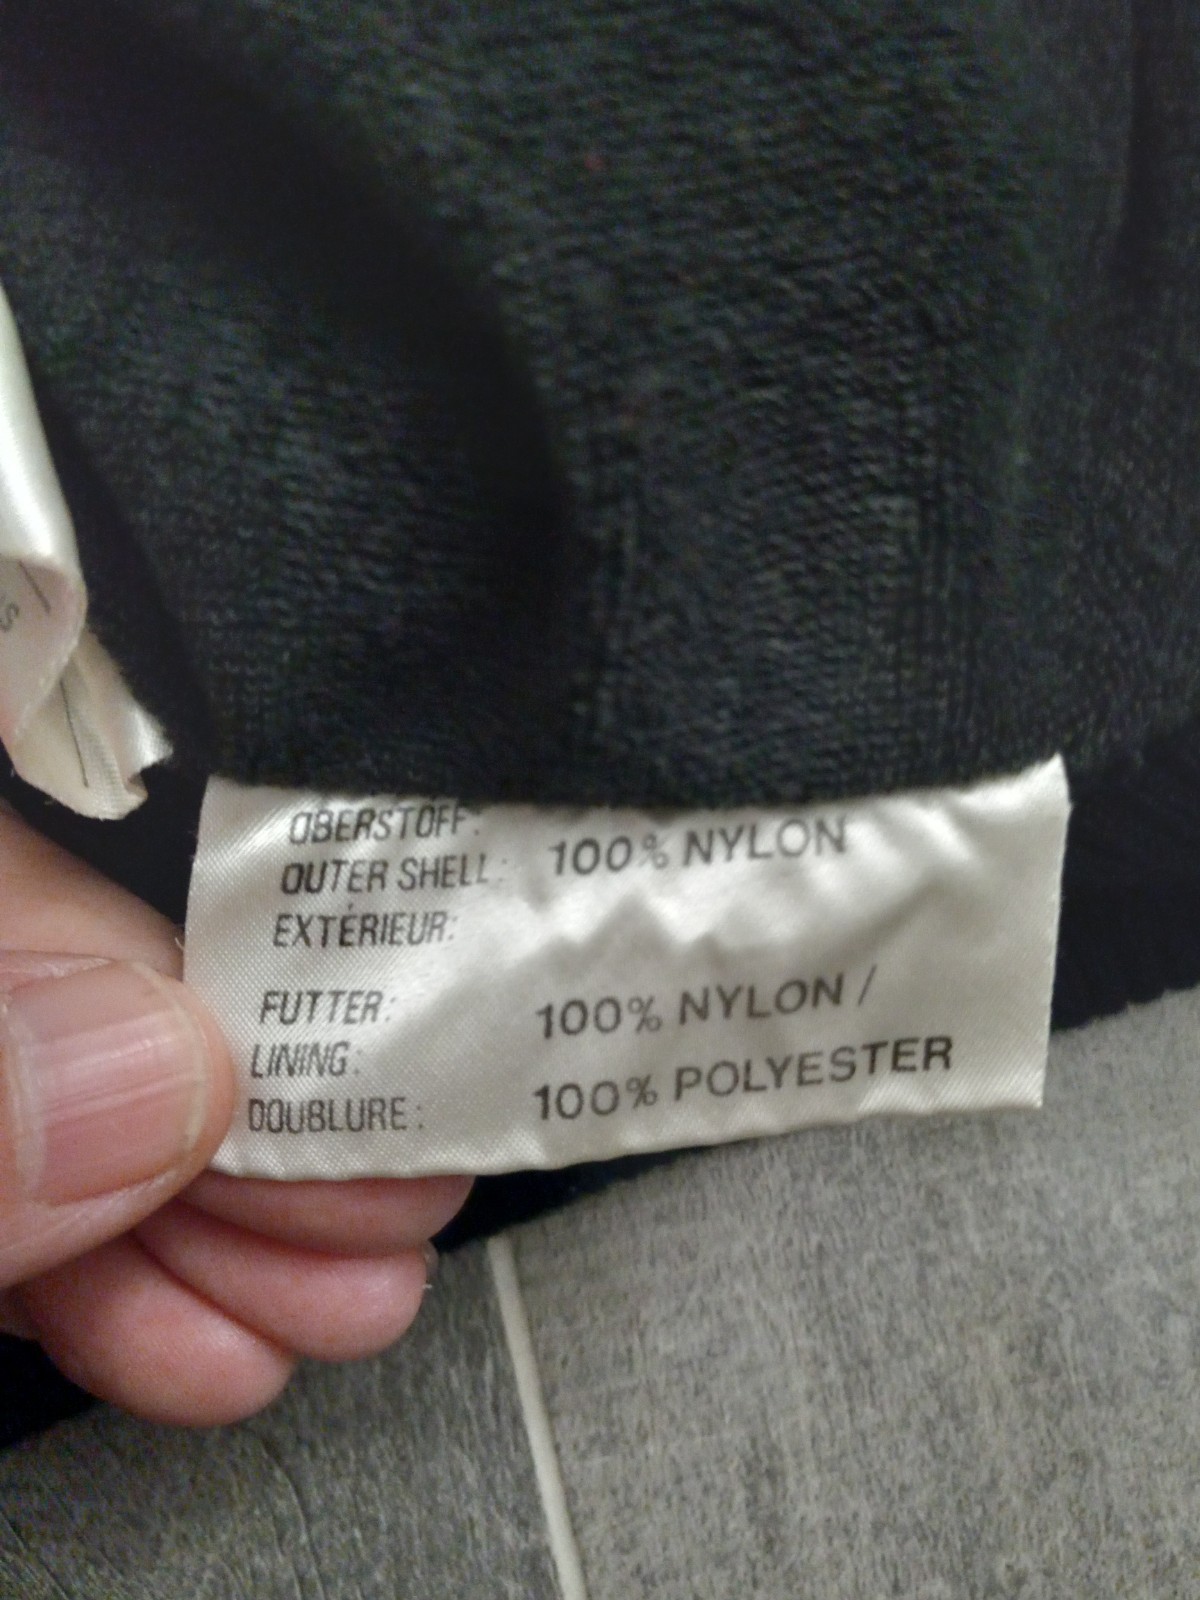 OBERSTOFF:
OUTER SHELL: 100% NYLON
EXTÉRIEUR:
FUTTER: 100% NYLON /
LINING:
DOUBLURE: 100% POLYESTER